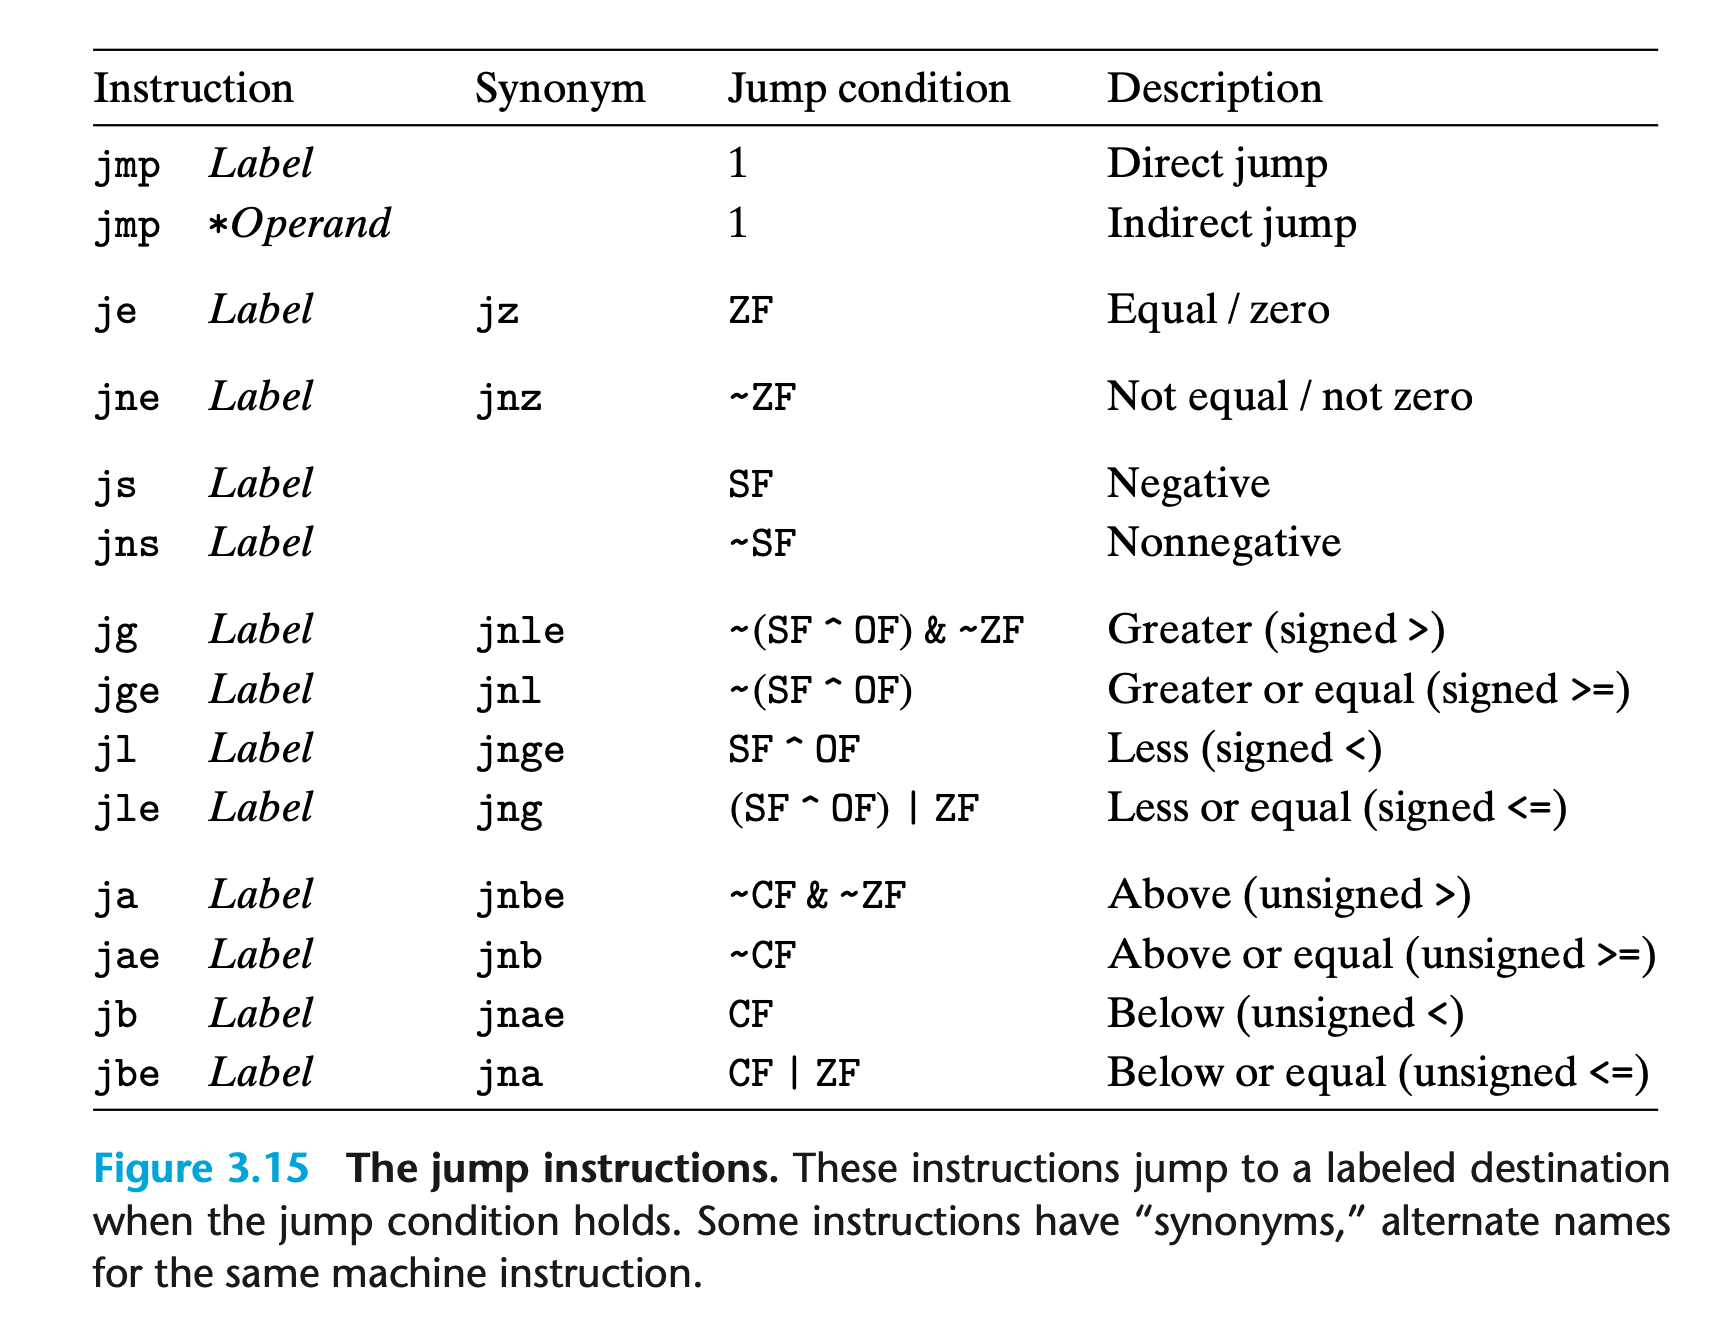 Instruction Synonym Jump condition Description
jmp Label 1 Direct jump
jmp *Operand 1 Indirect jump
je Label jz ZF Equal / zero
jne Label jnz ~ZF Not equal / not zero
js Label SF Negative
jns Label ~SF Nonnegative
jg Label jnle ~(SF ^ OF) & ~ZF Greater (signed >)
jge Label jnl ~(SF ^ OF) Greater or equal (signed >=)
jl Label jnge SF ^ OF Less (signed <)
jle Label jng (SF ^ OF) | ZF Less or equal (signed <=)
ja Label jnbe ~CF & ~ZF Above (unsigned >)
jae Label jnb ~CF Above or equal (unsigned >=)
jb Label jnae CF Below (unsigned <)
jbe Label jna CF | ZF Below or equal (unsigned <=)
Figure 3.15 The jump instructions. These instructions jump to a labeled destination
when the jump condition holds. Some instructions have “synonyms,” alternate names
for the same machine instruction.